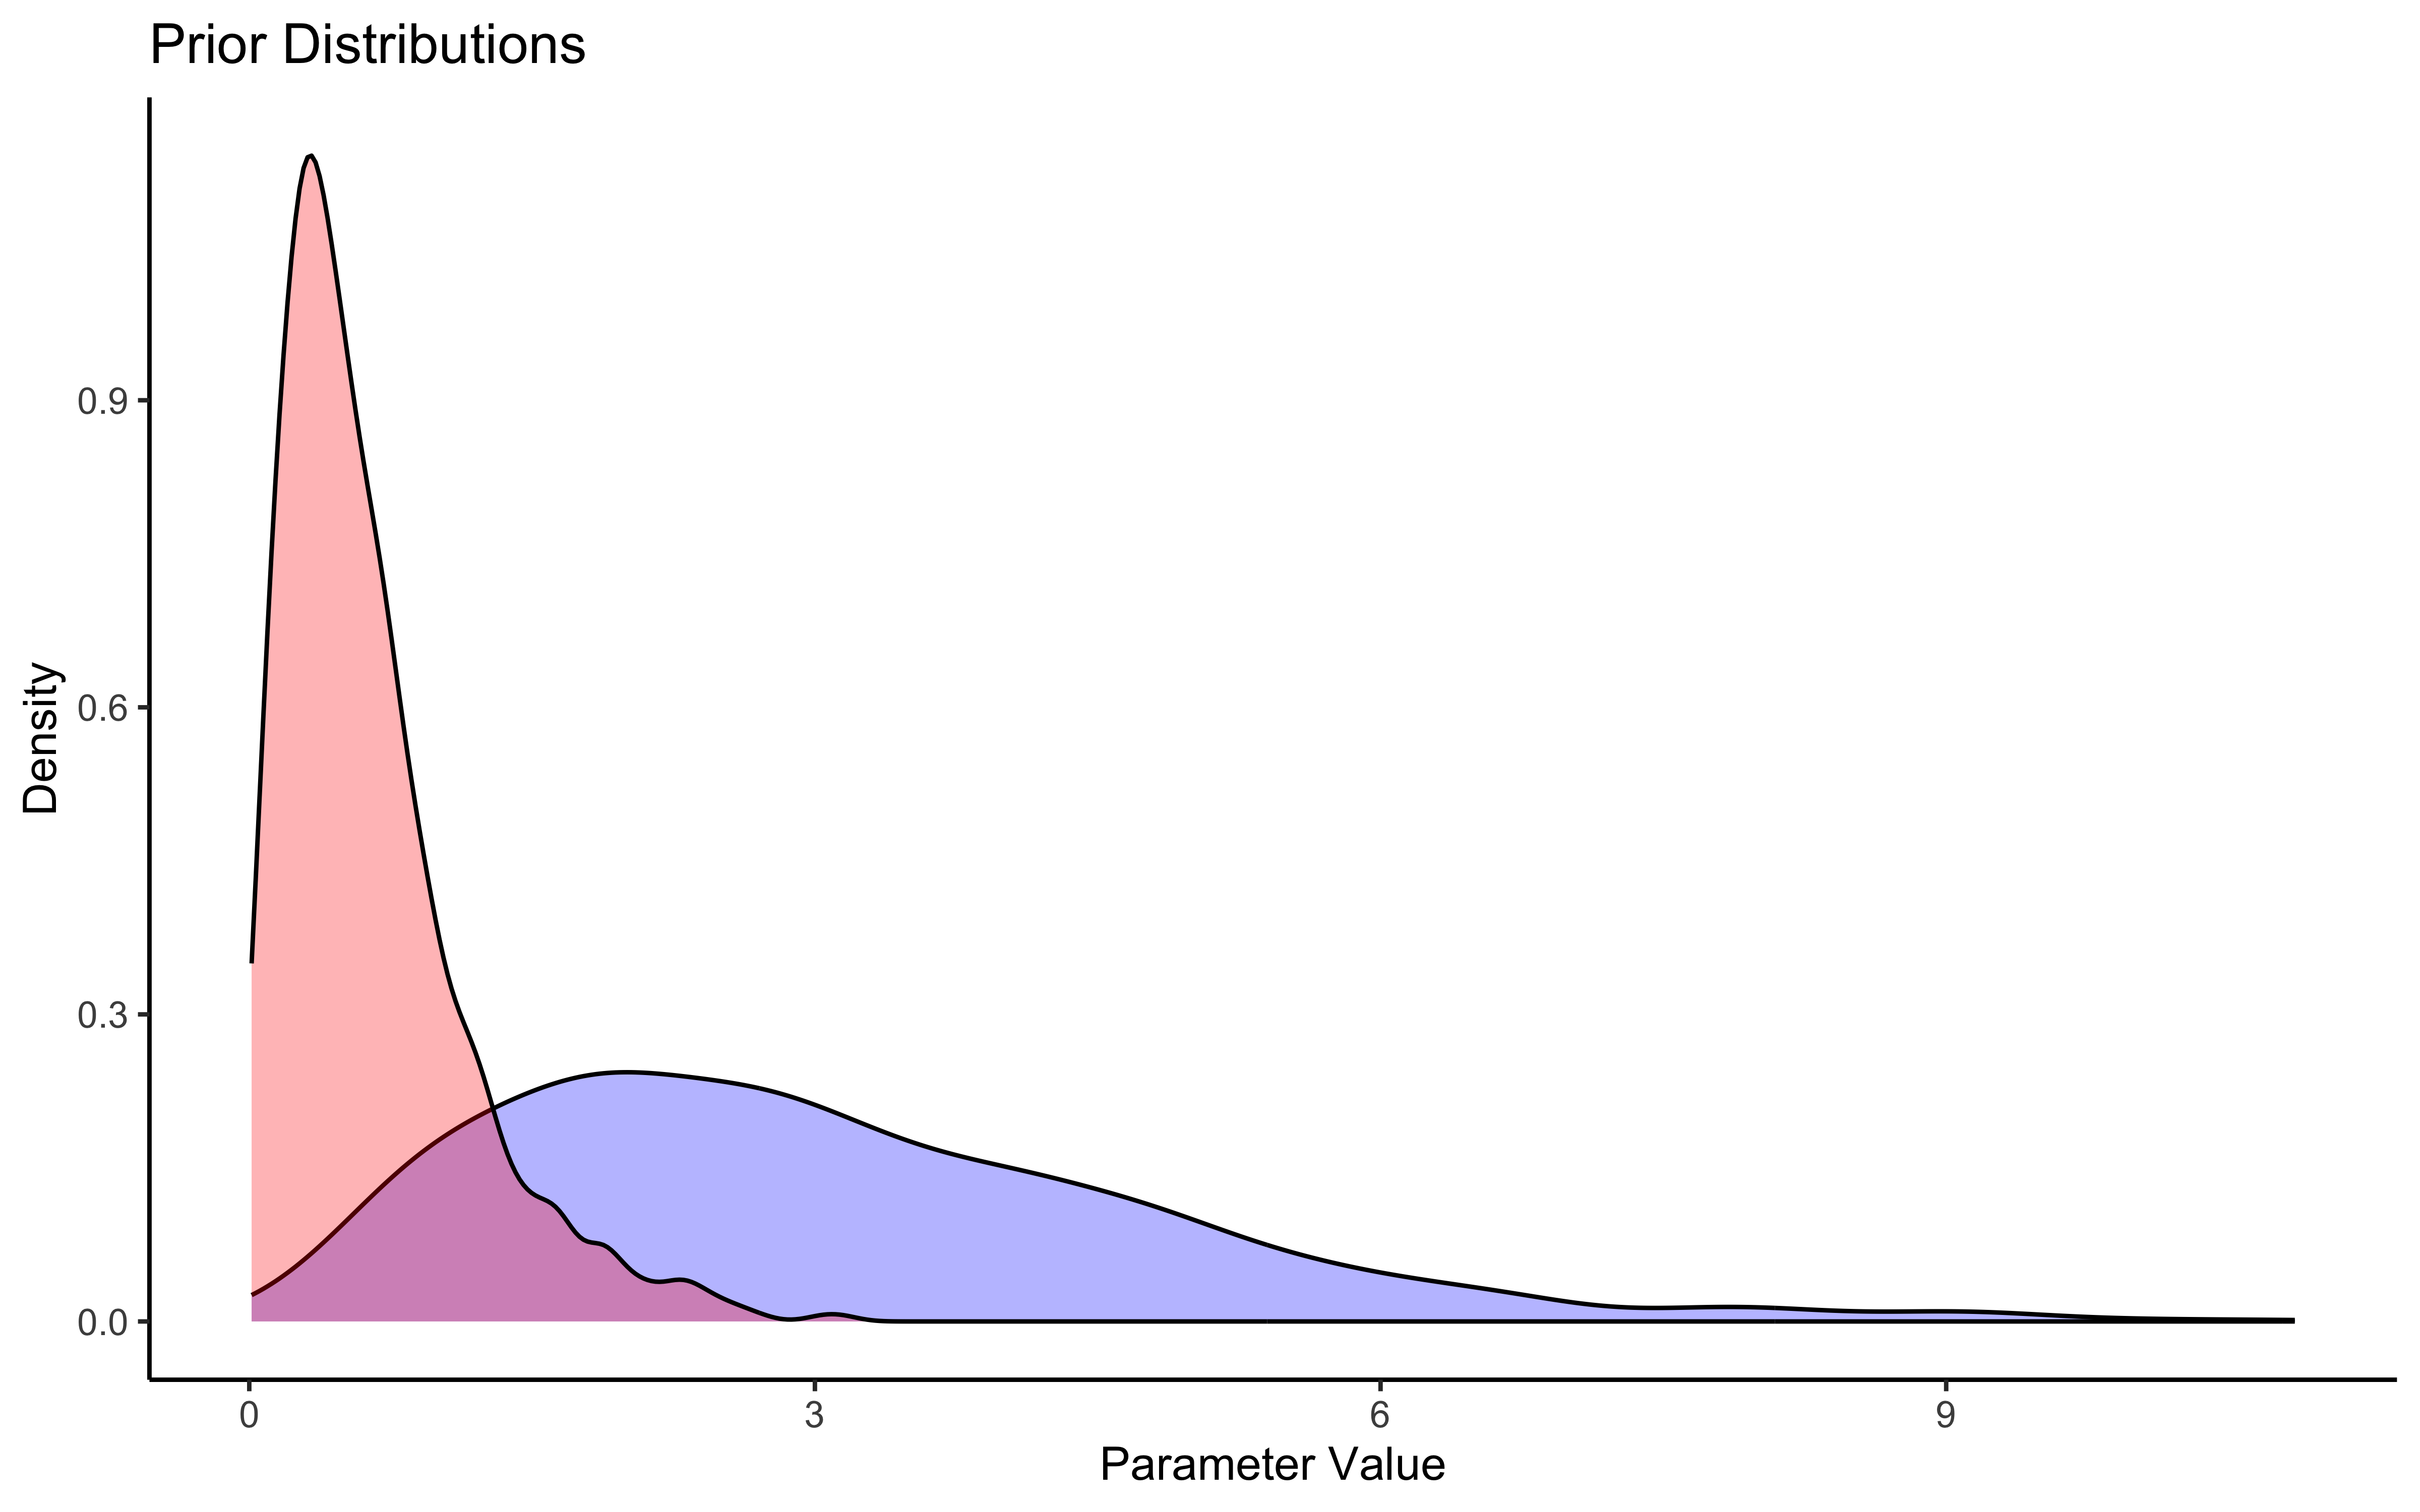 Prior Distributions
Density
0.9
0.6
0.3
0.0
0 3 6 9
Parameter Value